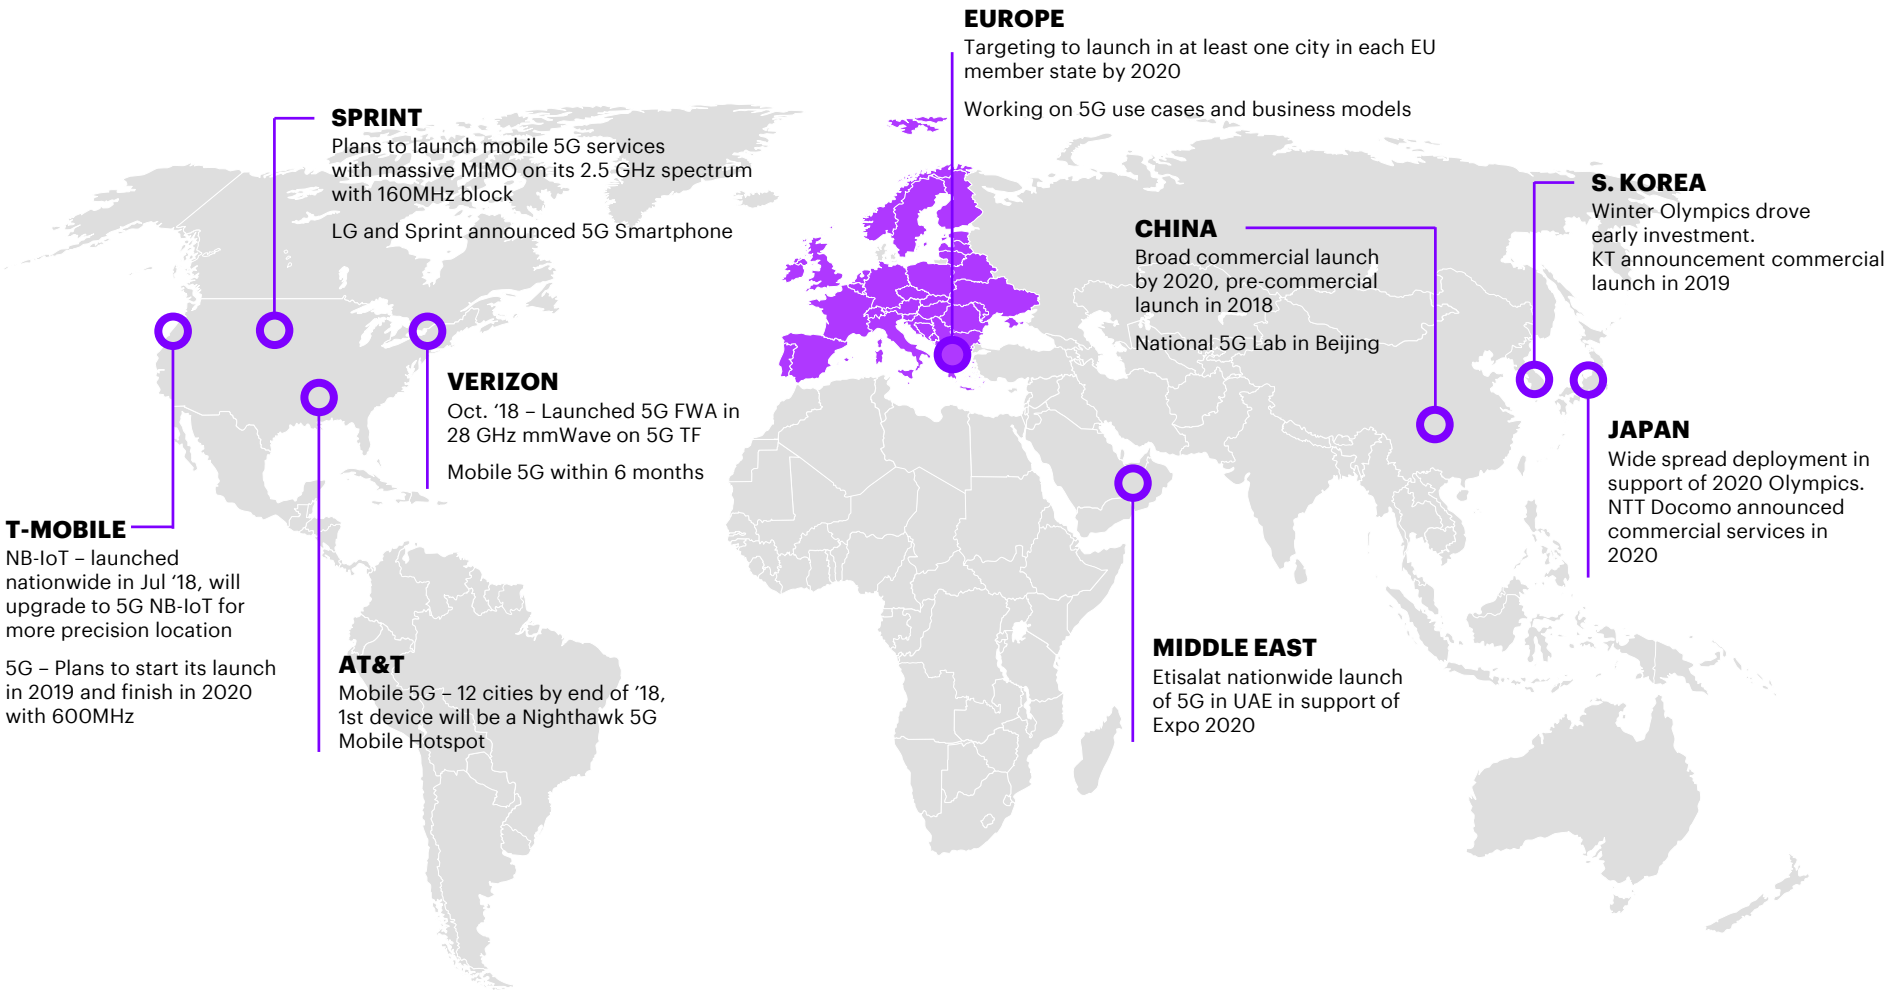 EUROPE
Targeting to launch in at least one city in each EU
member state by 2020
Working on 5G use cases and business models
SPRINT
Plans to launch mobile 5G services
with massive MIMO on its 2.5 GHz spectrum
with 160MHz block
LG and Sprint announced 5G Smartphone
S. KOREA
Winter Olympics drove
early investment.
KT announcement commercial
launch in 2019
CHINA
Broad commercial launch
by 2020, pre-commercial
launch in 2018
National 5G Lab in Beijing
VERIZON
Oct. ‘18 – Launched 5G FWA in
28 GHz mmWave on 5G TF
Mobile 5G within 6 months
JAPAN
Wide spread deployment in
support of 2020 Olympics.
NTT Docomo announced
commercial services in
2020
T-MOBILE
NB-IoT – launched
nationwide in Jul ‘18, will
upgrade to 5G NB-IoT for
more precision location
5G – Plans to start its launch
in 2019 and finish in 2020
with 600MHz
AT&T
Mobile 5G – 12 cities by end of ’18,
1st device will be a Nighthawk 5G
Mobile Hotspot
MIDDLE EAST
Etisalat nationwide launch
of 5G in UAE in support of
Expo 2020